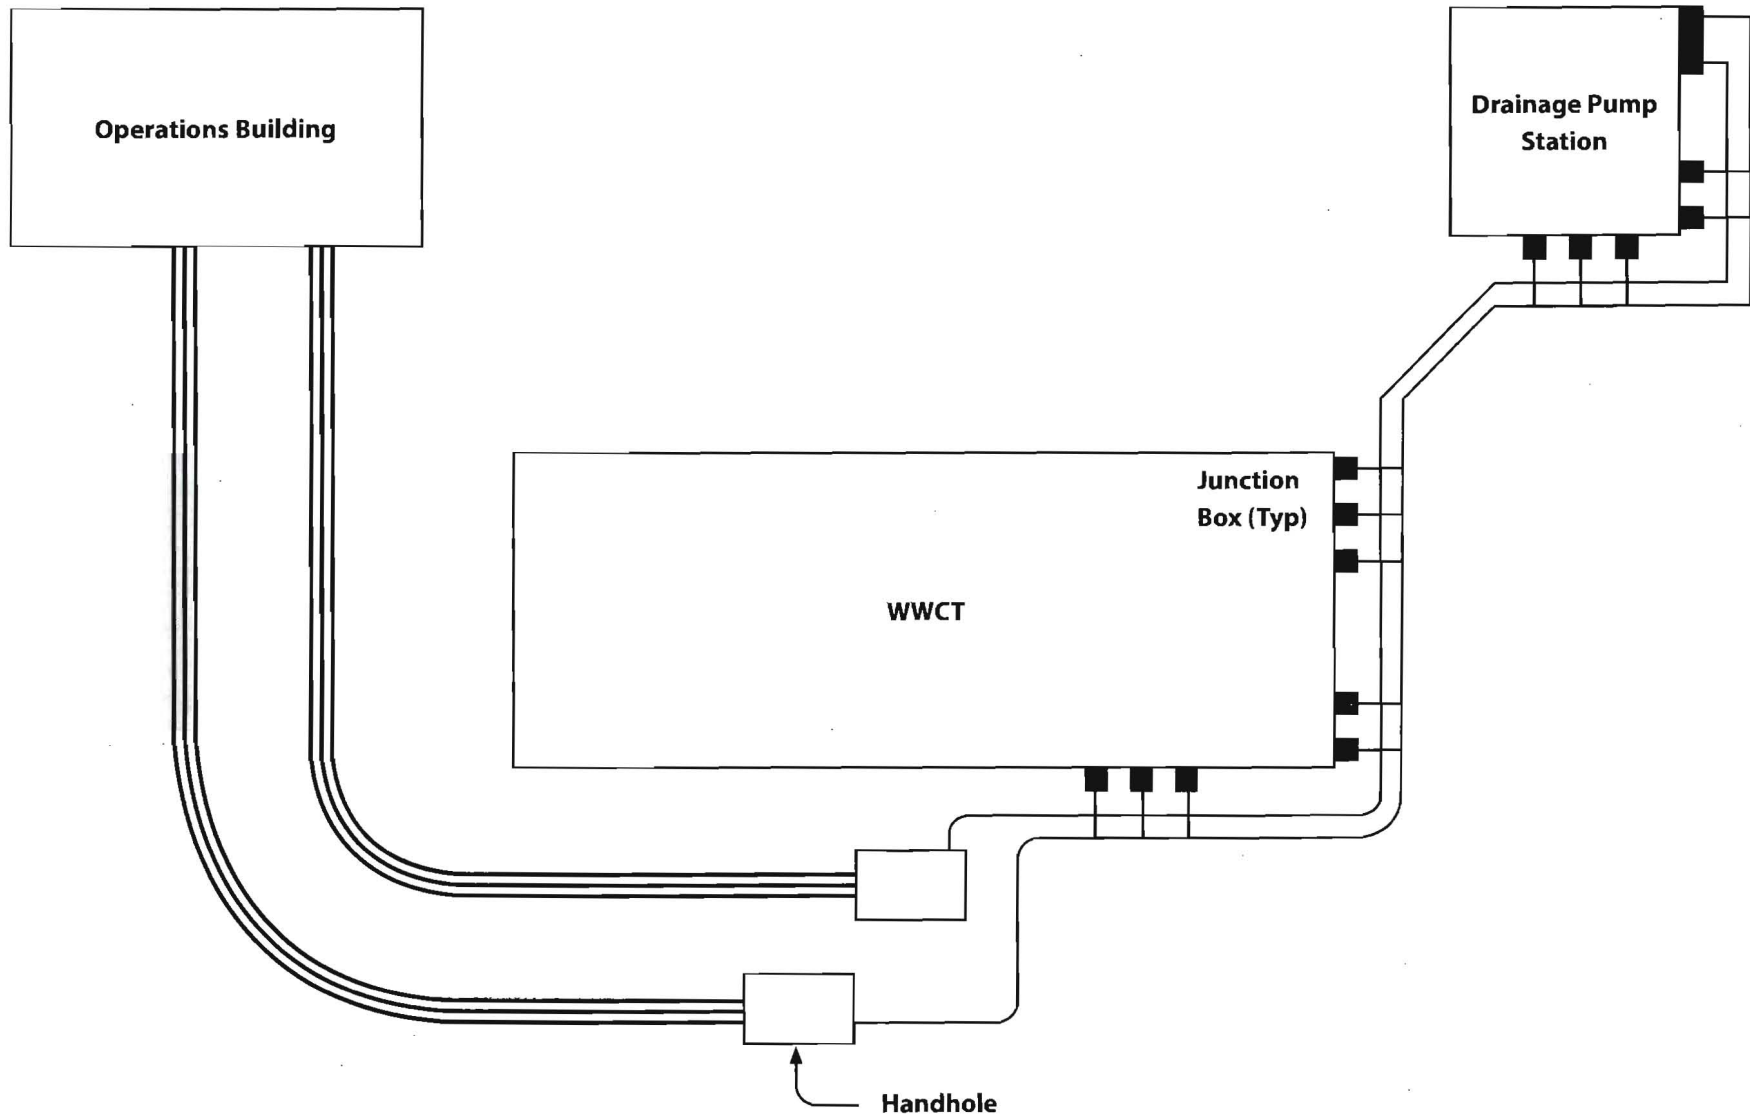 Operations Building
Drainage Pump
Station
Junction
Box (Typ)
WWCT
Handhole